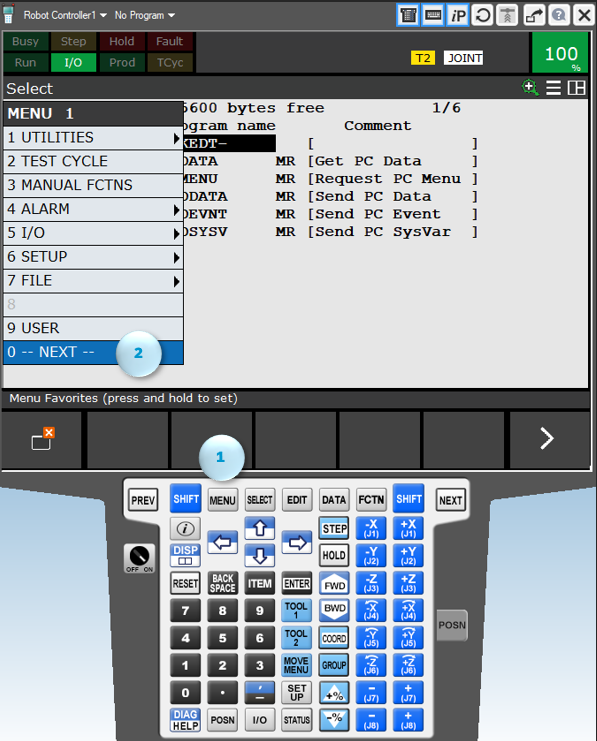 Robot Controller1 No Program iP
Busy Step Hold Fault
Run I/O Prod TCyc
T2 JOINT 100 %
Select
MENU 1
6600 bytes free 1/6
ogram name Comment
1 UTILITIES
KEDT- [ ]
2 TEST CYCLE
DATA MR [Get PC Data ]
3 MANUAL FCTNS
MENU MR [Request PC Menu ]
4 ALARM
DDATA MR [Send PC Data ]
5 I/O
DEVNT MR [Send PC Event ]
DSYSV MR [Send PC SysVar ]
6 SETUP
7 FILE
8
9 USER
0 -- NEXT -- 2
Menu Favorites (press and hold to set)
1
PREV SHIFT MENU SELECT EDIT DATA FCTN SHIFT NEXT
i STEP -X (J1) +X (J1)
DISP HOLD -Y (J2) +Y (J2)
OFF ON
RESET BACK SPACE ITEM ENTER FWD -Z (J3) +Z (J3)
7 8 9 TOOL 1 BWD -X (J4) +X (J4)
4 5 6 TOOL 2 COORD -Y (J5) +Y (J5) POSN
1 2 3 MOVE MENU GROUP -Z (J6) +Z (J6)
0 . ,- SET UP +% - (J7) + (J7)
DIAG HELP POSN I/O STATUS -% - (J8) + (J8)